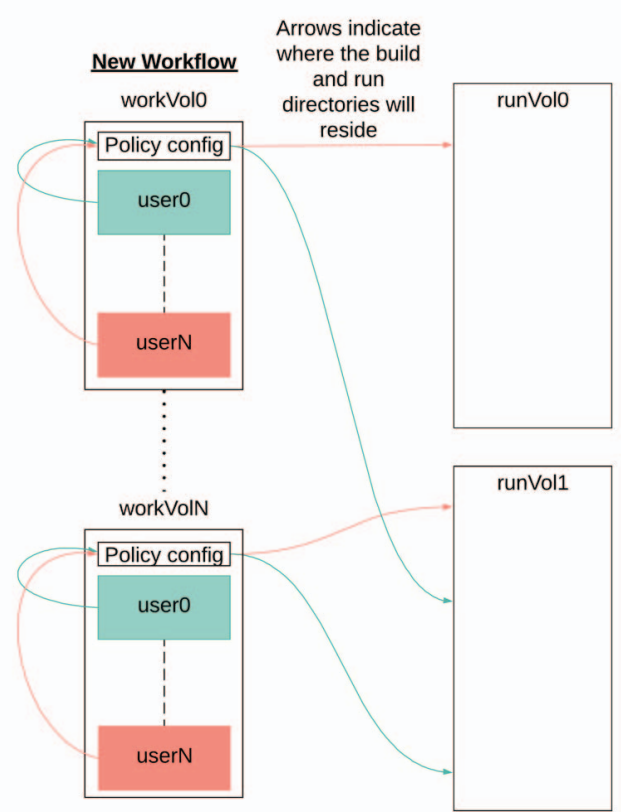 New Workflow
workVol0
Arrows indicate
where the build
and run
directories will
reside
runVol0
Policy config
user0
userN
workVolN
runVol1
Policy config
user0
userN